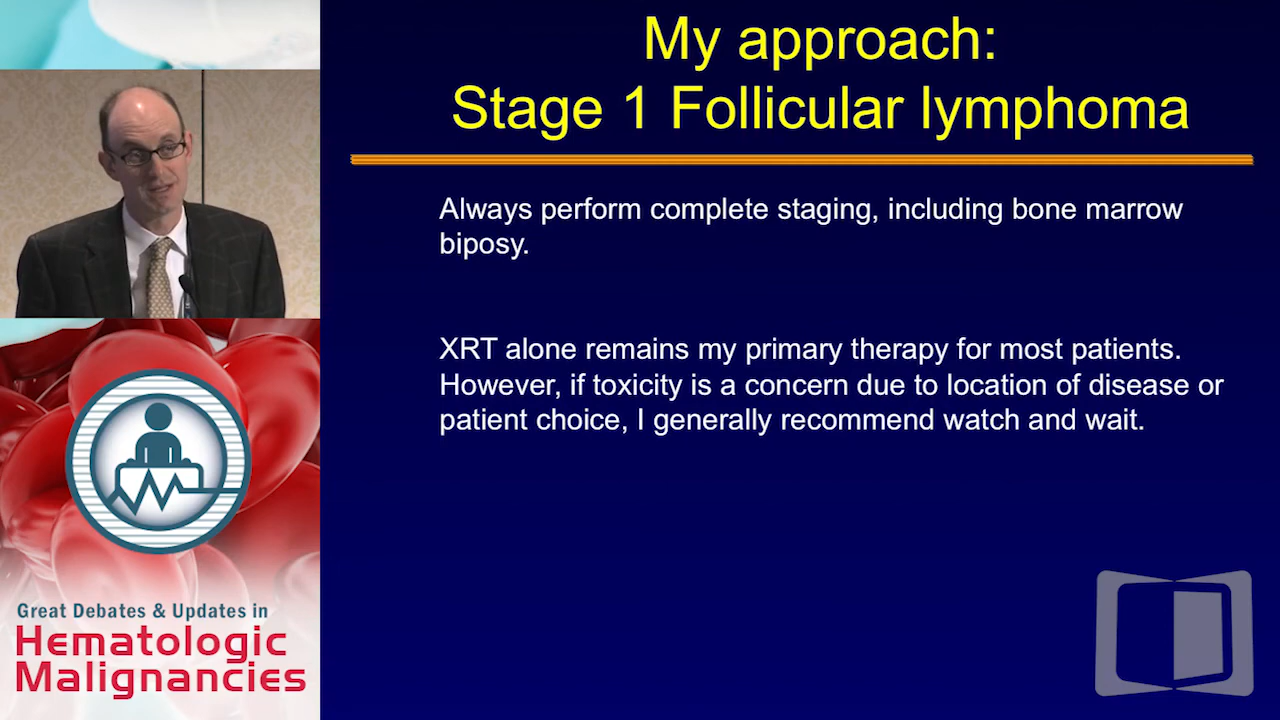 My approach:
Stage 1 Follicular lymphoma
Always perform complete staging, including bone marrow
biposy.
XRT alone remains my primary therapy for most patients.
However, if toxicity is a concern due to location of disease or
patient choice, I generally recommend watch and wait.
Great Debates & Updates in
Hematologic
Malignancies